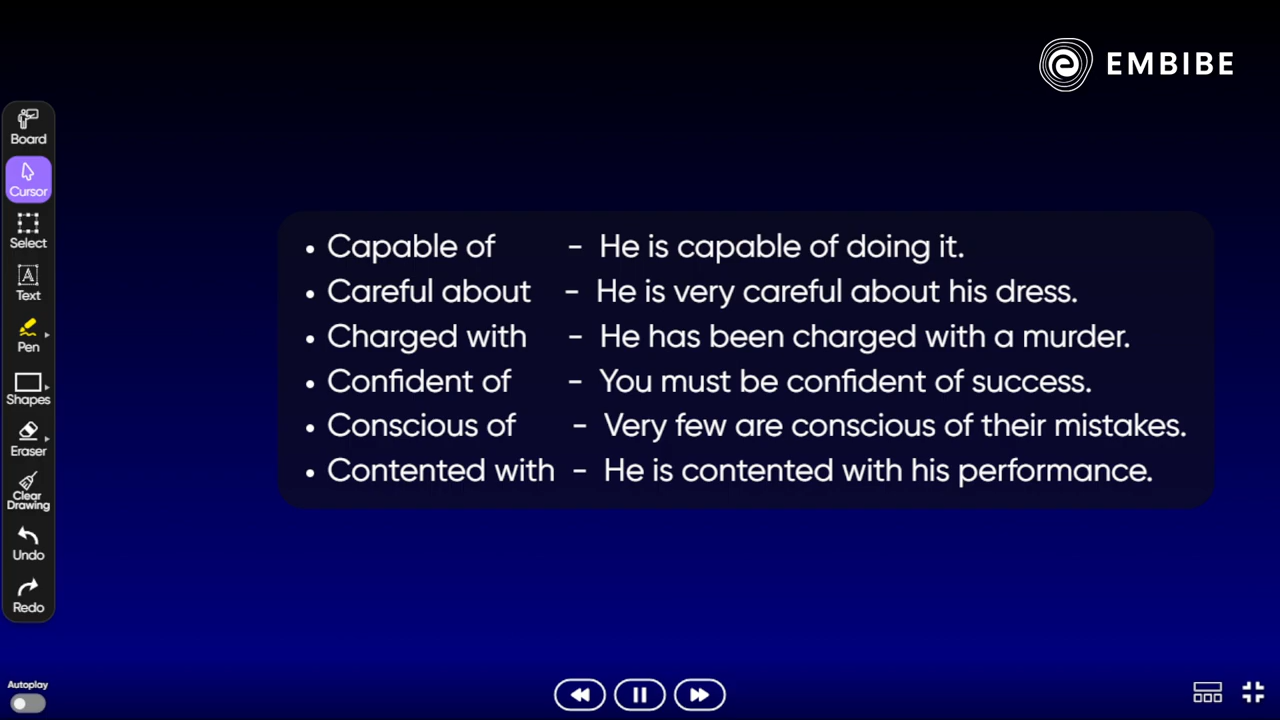 EMBIBE
Board
Cursor
Select
Text
Pen
Shapes
Eraser
Clear
Drawing
Undo
Redo
• Capable of - He is capable of doing it.
• Careful about - He is very careful about his dress.
• Charged with - He has been charged with a murder.
• Confident of - You must be confident of success.
• Conscious of - Very few are conscious of their mistakes.
• Contented with - He is contented with his performance.
Autoplay